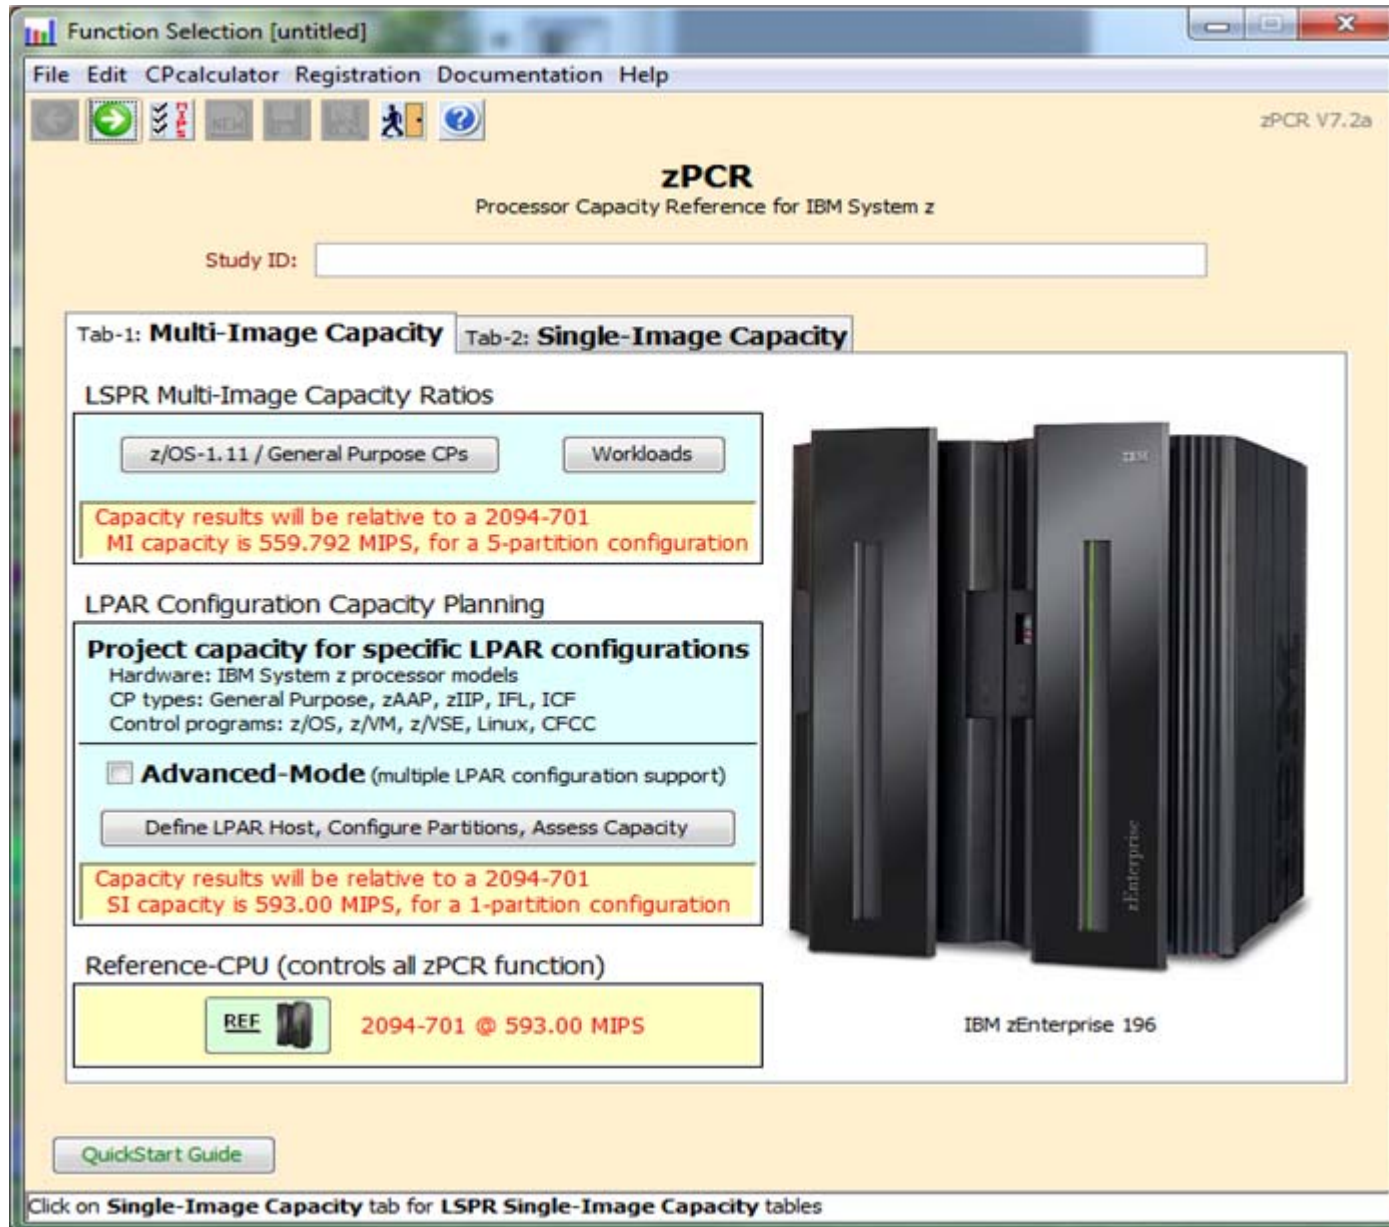 Function Selection [untitled]
File Edit CPcalculator Registration Documentation Help
NEW
zPCR V7.2a
zPCR
Processor Capacity Reference for IBM System z
Study ID:
Tab-1: Multi-Image Capacity
Tab-2: Single-Image Capacity
LSPR Multi-Image Capacity Ratios
z/OS-1.11 / General Purpose CPs
Workloads
Capacity results will be relative to a 2094-701
MI capacity is 559.792 MIPS, for a 5-partition configuration
LPAR Configuration Capacity Planning
Project capacity for specific LPAR configurations
Hardware: IBM System z processor models
CP types: General Purpose, zAAP, zIIP, IFL, ICF
Control programs: z/OS, z/VM, z/VSE, Linux, CFCC
Advanced-Mode (multiple LPAR configuration support)
Define LPAR Host, Configure Partitions, Assess Capacity
Capacity results will be relative to a 2094-701
SI capacity is 593.00 MIPS, for a 1-partition configuration
Reference-CPU (controls all zPCR function)
REF
2094-701 @ 593.00 MIPS
IBM
zEnterprise
IBM zEnterprise 196
QuickStart Guide
Click on Single-Image Capacity tab for LSPR Single-Image Capacity tables